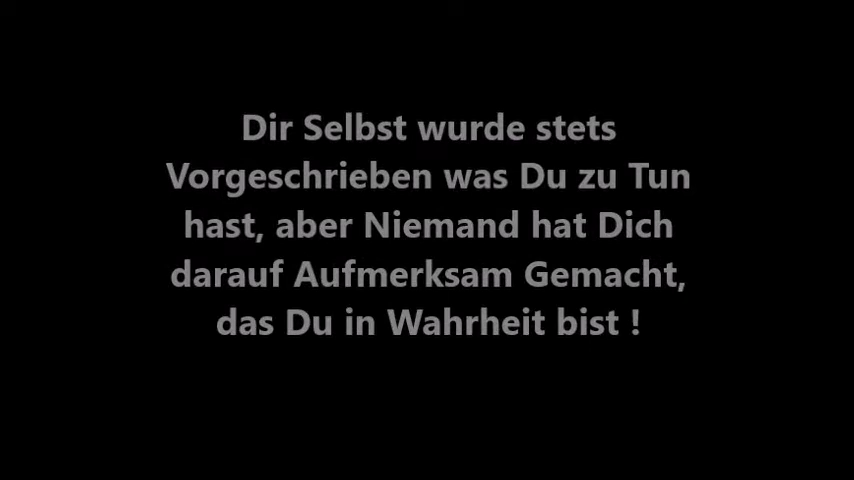 Dir Selbst wurde stets
Vorgeschrieben was Du zu Tun
hast, aber Niemand hat Dich
darauf Aufmerksam Gemacht,
das Du in Wahrheit bist !